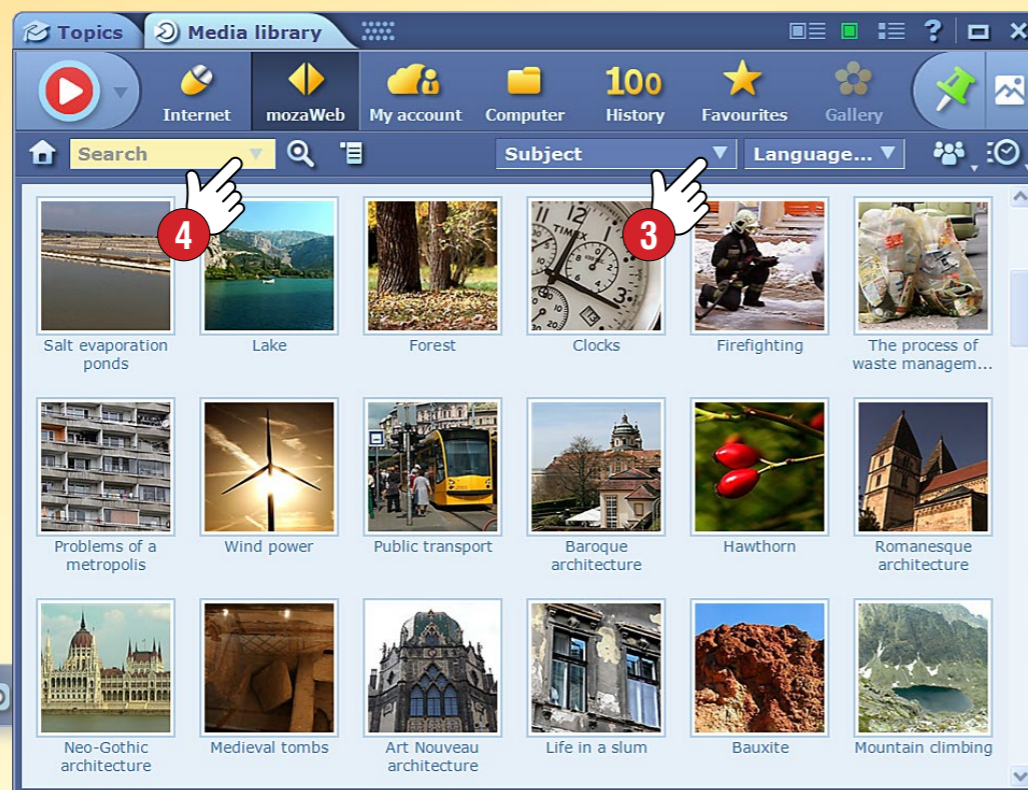 Topics
Media library
?
Internet
mozaWeb
My account
Computer
100
History
Favourites
Gallery
Search
Subject
Language...
4
3
Salt evaporation
ponds
Lake
Forest
TIMEX
Clocks
Firefighting
The process of
waste managem...
Problems of a
metropolis
Wind power
Public transport
Baroque
architecture
Hawthorn
Romanesque
architecture
Neo-Gothic
architecture
Medieval tombs
Art Nouveau
architecture
Life in a slum
Bauxite
Mountain climbing